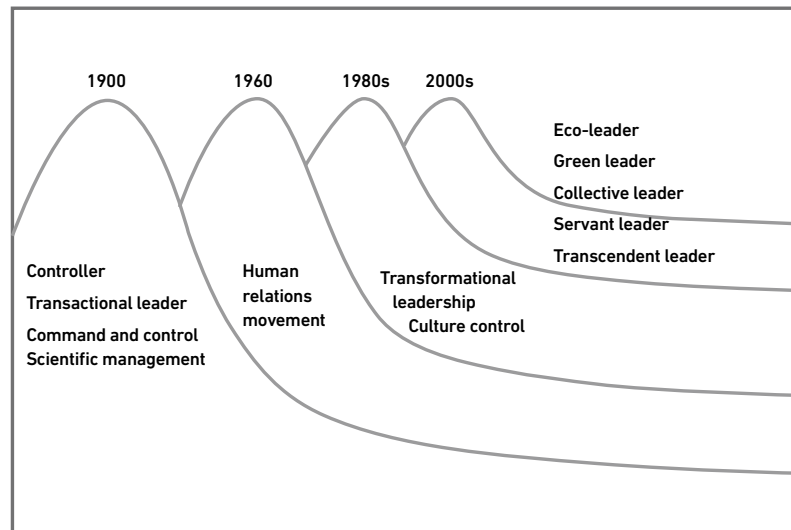 1900
1960
1980s
2000s
Controller
Transactional leader
Command and control
Scientific management
Human
relations
movement
Transformational
leadership
Culture control
Eco-leader
Green leader
Collective leader
Servant leader
Transcendent leader